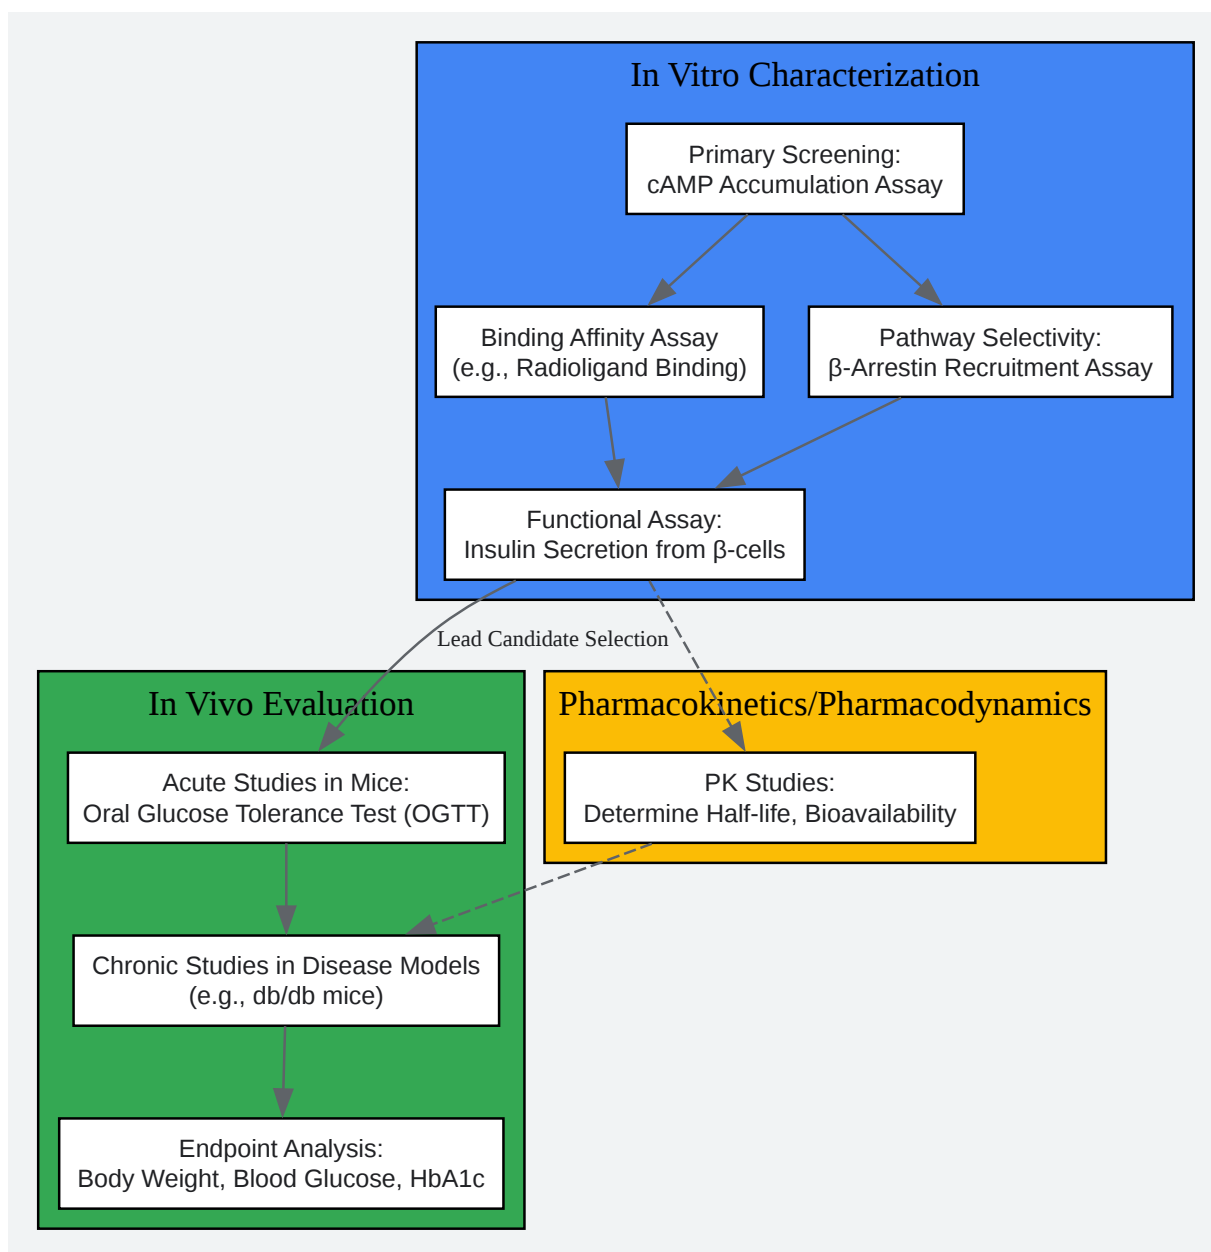 In Vitro Characterization
Primary Screening:
cAMP Accumulation Assay
Binding Affinity Assay
(e.g., Radioligand Binding)
Pathway Selectivity:
β-Arrestin Recruitment Assay
Functional Assay:
Insulin Secretion from β-cells
Lead Candidate Selection
In Vivo Evaluation
Acute Studies in Mice:
Oral Glucose Tolerance Test (OGTT)
Pharmacokinetics/Pharmacodynamics
PK Studies:
Determine Half-life, Bioavailability
Chronic Studies in Disease Models
(e.g., db/db mice)
Endpoint Analysis:
Body Weight, Blood Glucose, HbA1c